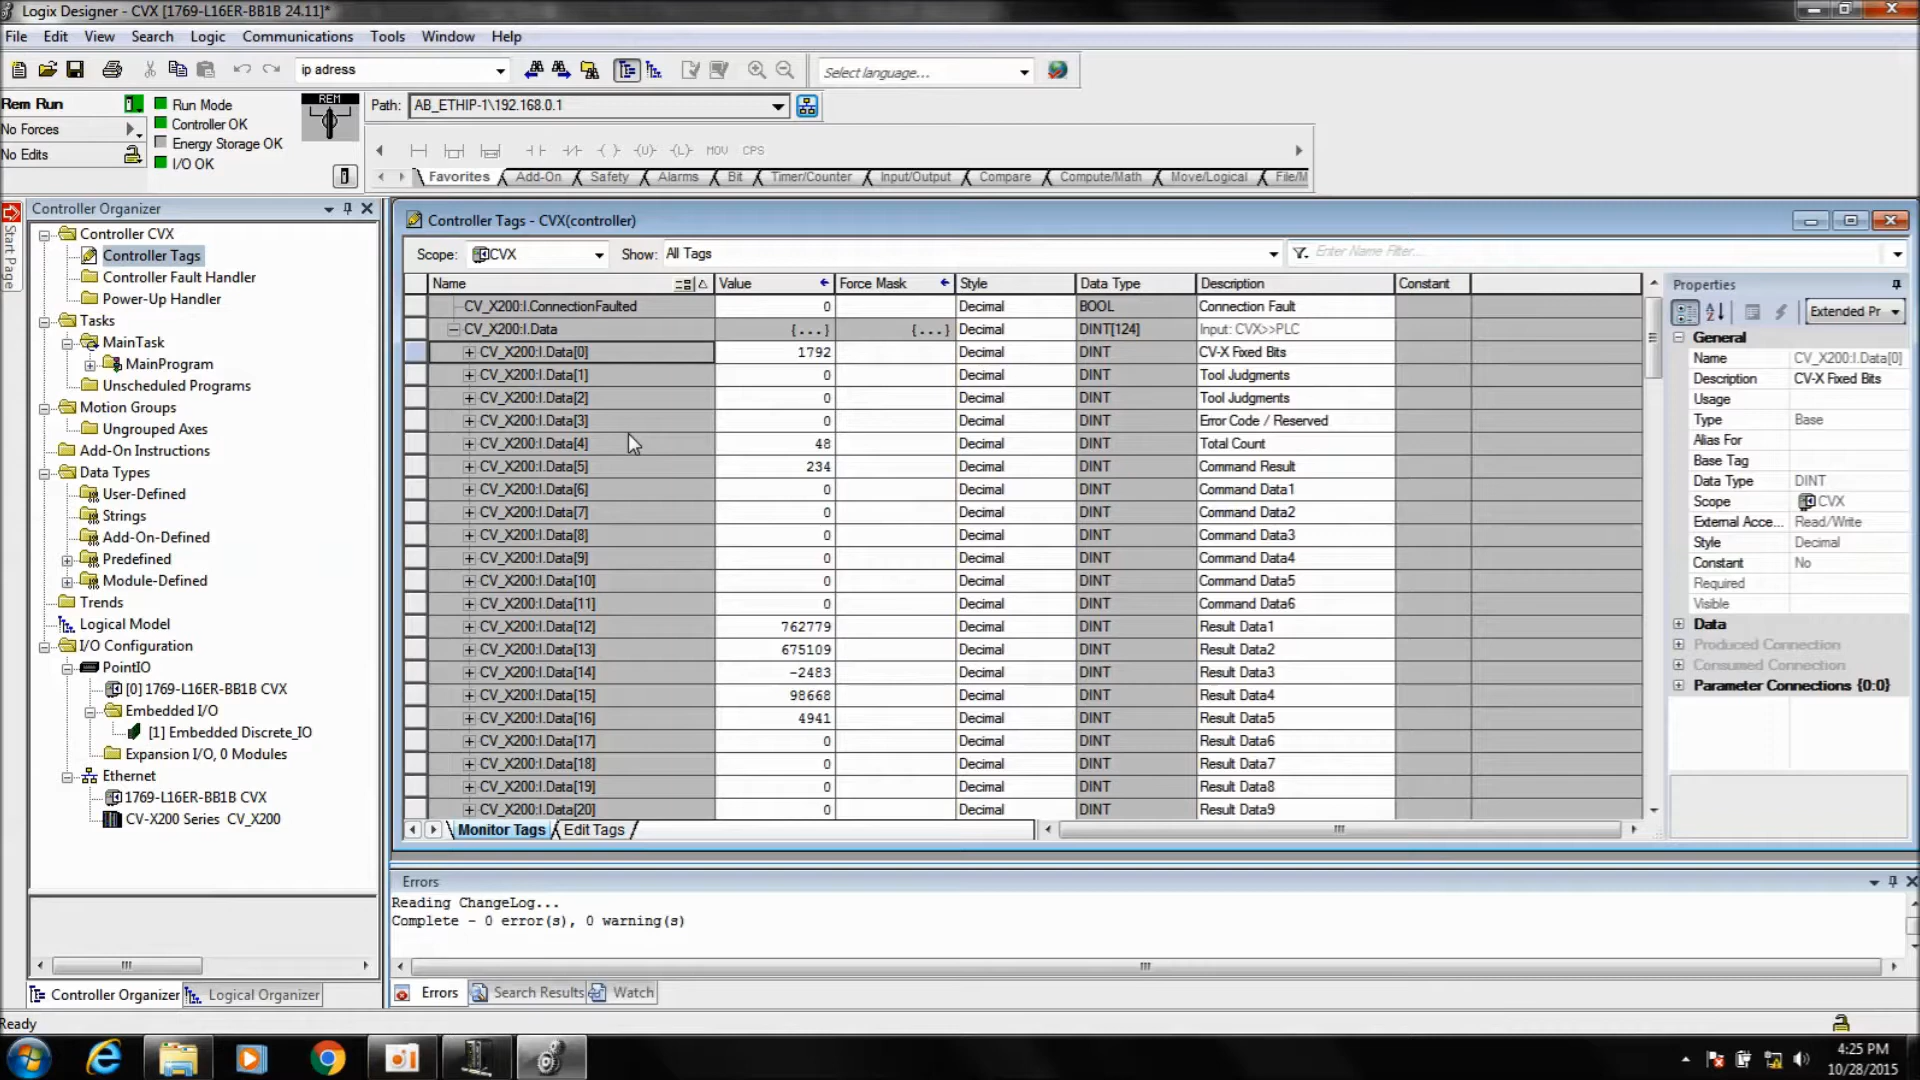 Logix Designer - CVX [1769-L16ER-BB1B 24.11]*
File Edit View Search Logic Communications Tools Window Help
ip adress
Select language...
Rem Run
No Forces
No Edits
Run Mode
Controller OK
Energy Storage OK
I/O OK
REM
Path: AB_ETHIP-1\192.168.0.1
MOV CPS
Favorites Add-On Safety Alarms Bit Timer/Counter Input/Output Compare Compute/Math Move/Logical File/M
Start Page
Controller Organizer
Controller CVX
Controller Tags
Controller Fault Handler
Power-Up Handler
Tasks
MainTask
MainProgram
Unscheduled Programs
Motion Groups
Ungrouped Axes
Add-On Instructions
Data Types
User-Defined
Strings
Add-On-Defined
Predefined
Module-Defined
Trends
Logical Model
I/O Configuration
PointIO
[0] 1769-L16ER-BB1B CVX
Embedded I/O
[1] Embedded Discrete_IO
Expansion I/O, 0 Modules
Ethernet
1769-L16ER-BB1B CVX
CV-X200 Series CV_X200
Controller Organizer Logical Organizer
Controller Tags - CVX(controller)
Scope: CVX Show: All Tags Enter Name Filter...
Name Value Force Mask Style Data Type Description Constant
CV_X200:I.ConnectionFaulted 0 Decimal BOOL Connection Fault
CV_X200:I.Data {...} {...} DINT[124] Input: CVX>>PLC
CV_X200:I.Data[0] 1792 Decimal DINT CV-X Fixed Bits
CV_X200:I.Data[1] 0 Decimal DINT Tool Judgments
CV_X200:I.Data[2] 0 Decimal DINT Tool Judgments
CV_X200:I.Data[3] 0 Decimal DINT Error Code / Reserved
CV_X200:I.Data[4] 48 Decimal DINT Total Count
CV_X200:I.Data[5] 234 Decimal DINT Command Result
CV_X200:I.Data[6] 0 Decimal DINT Command Data1
CV_X200:I.Data[7] 0 Decimal DINT Command Data2
CV_X200:I.Data[8] 0 Decimal DINT Command Data3
CV_X200:I.Data[9] 0 Decimal DINT Command Data4
CV_X200:I.Data[10] 0 Decimal DINT Command Data5
CV_X200:I.Data[11] 0 Decimal DINT Command Data6
CV_X200:I.Data[12] 762779 Decimal DINT Result Data1
CV_X200:I.Data[13] 675109 Decimal DINT Result Data2
CV_X200:I.Data[14] -2483 Decimal DINT Result Data3
CV_X200:I.Data[15] 98668 Decimal DINT Result Data4
CV_X200:I.Data[16] 4941 Decimal DINT Result Data5
CV_X200:I.Data[17] 0 Decimal DINT Result Data6
CV_X200:I.Data[18] 0 Decimal DINT Result Data7
CV_X200:I.Data[19] 0 Decimal DINT Result Data8
CV_X200:I.Data[20] 0 Decimal DINT Result Data9
Monitor Tags Edit Tags
Properties
Extended Pr
General
Name CV_X200:I.Data[0]
Description CV-X Fixed Bits
Usage
Type Base
Alias For
Base Tag
Data Type DINT
Scope CVX
External Acce... Read/Write
Style Decimal
Constant No
Required
Visible
Data
Produced Connection
Consumed Connection
Parameter Connections {0:0}
Errors
Reading ChangeLog...
Complete - 0 error(s), 0 warning(s)
Errors Search Results Watch
Ready
4:25 PM
10/28/2015